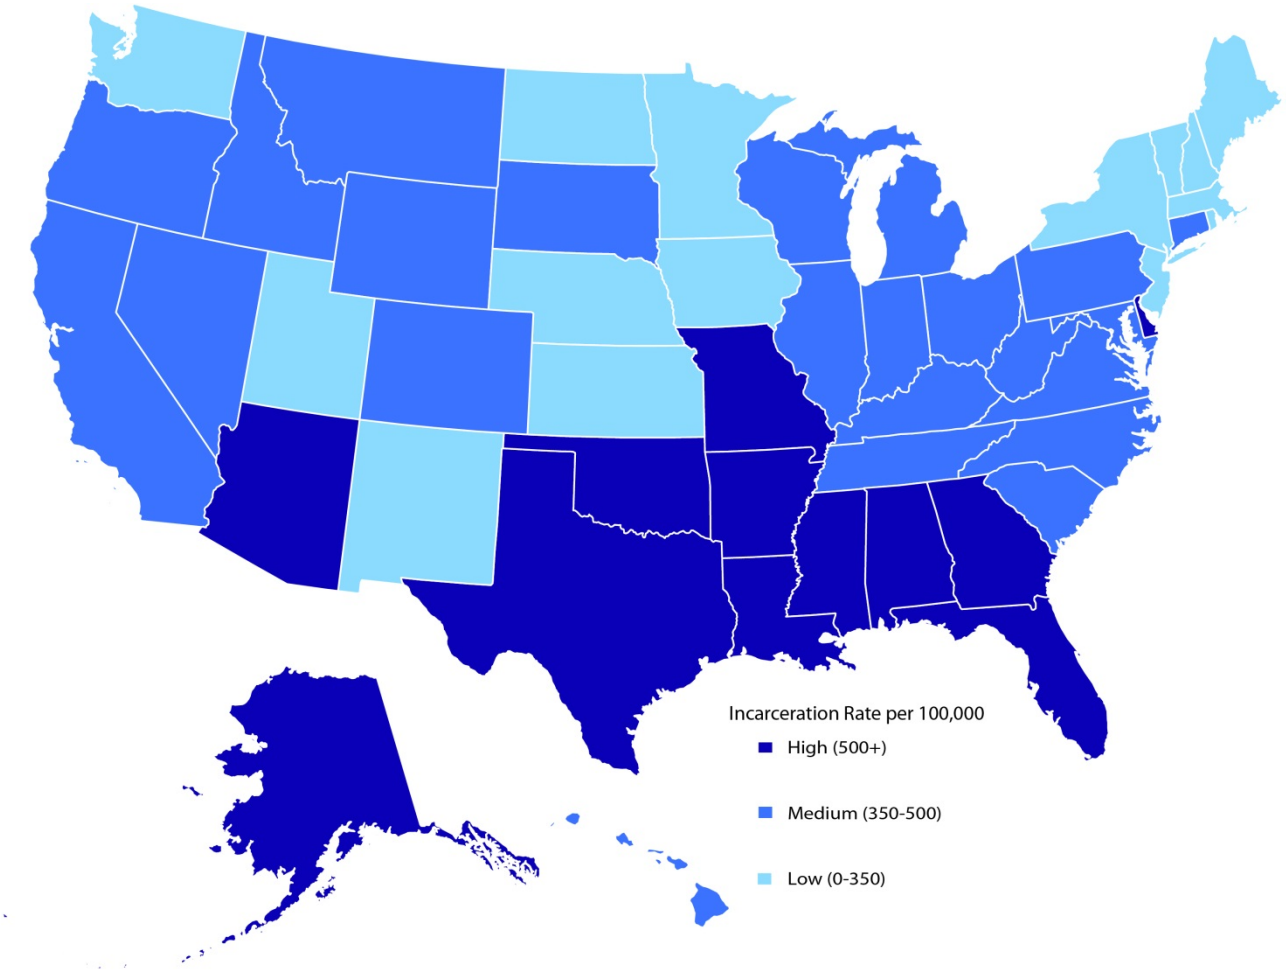 Incarceration Rate per 100,000
High (500+)
Medium (350-500)
Low (0-350)